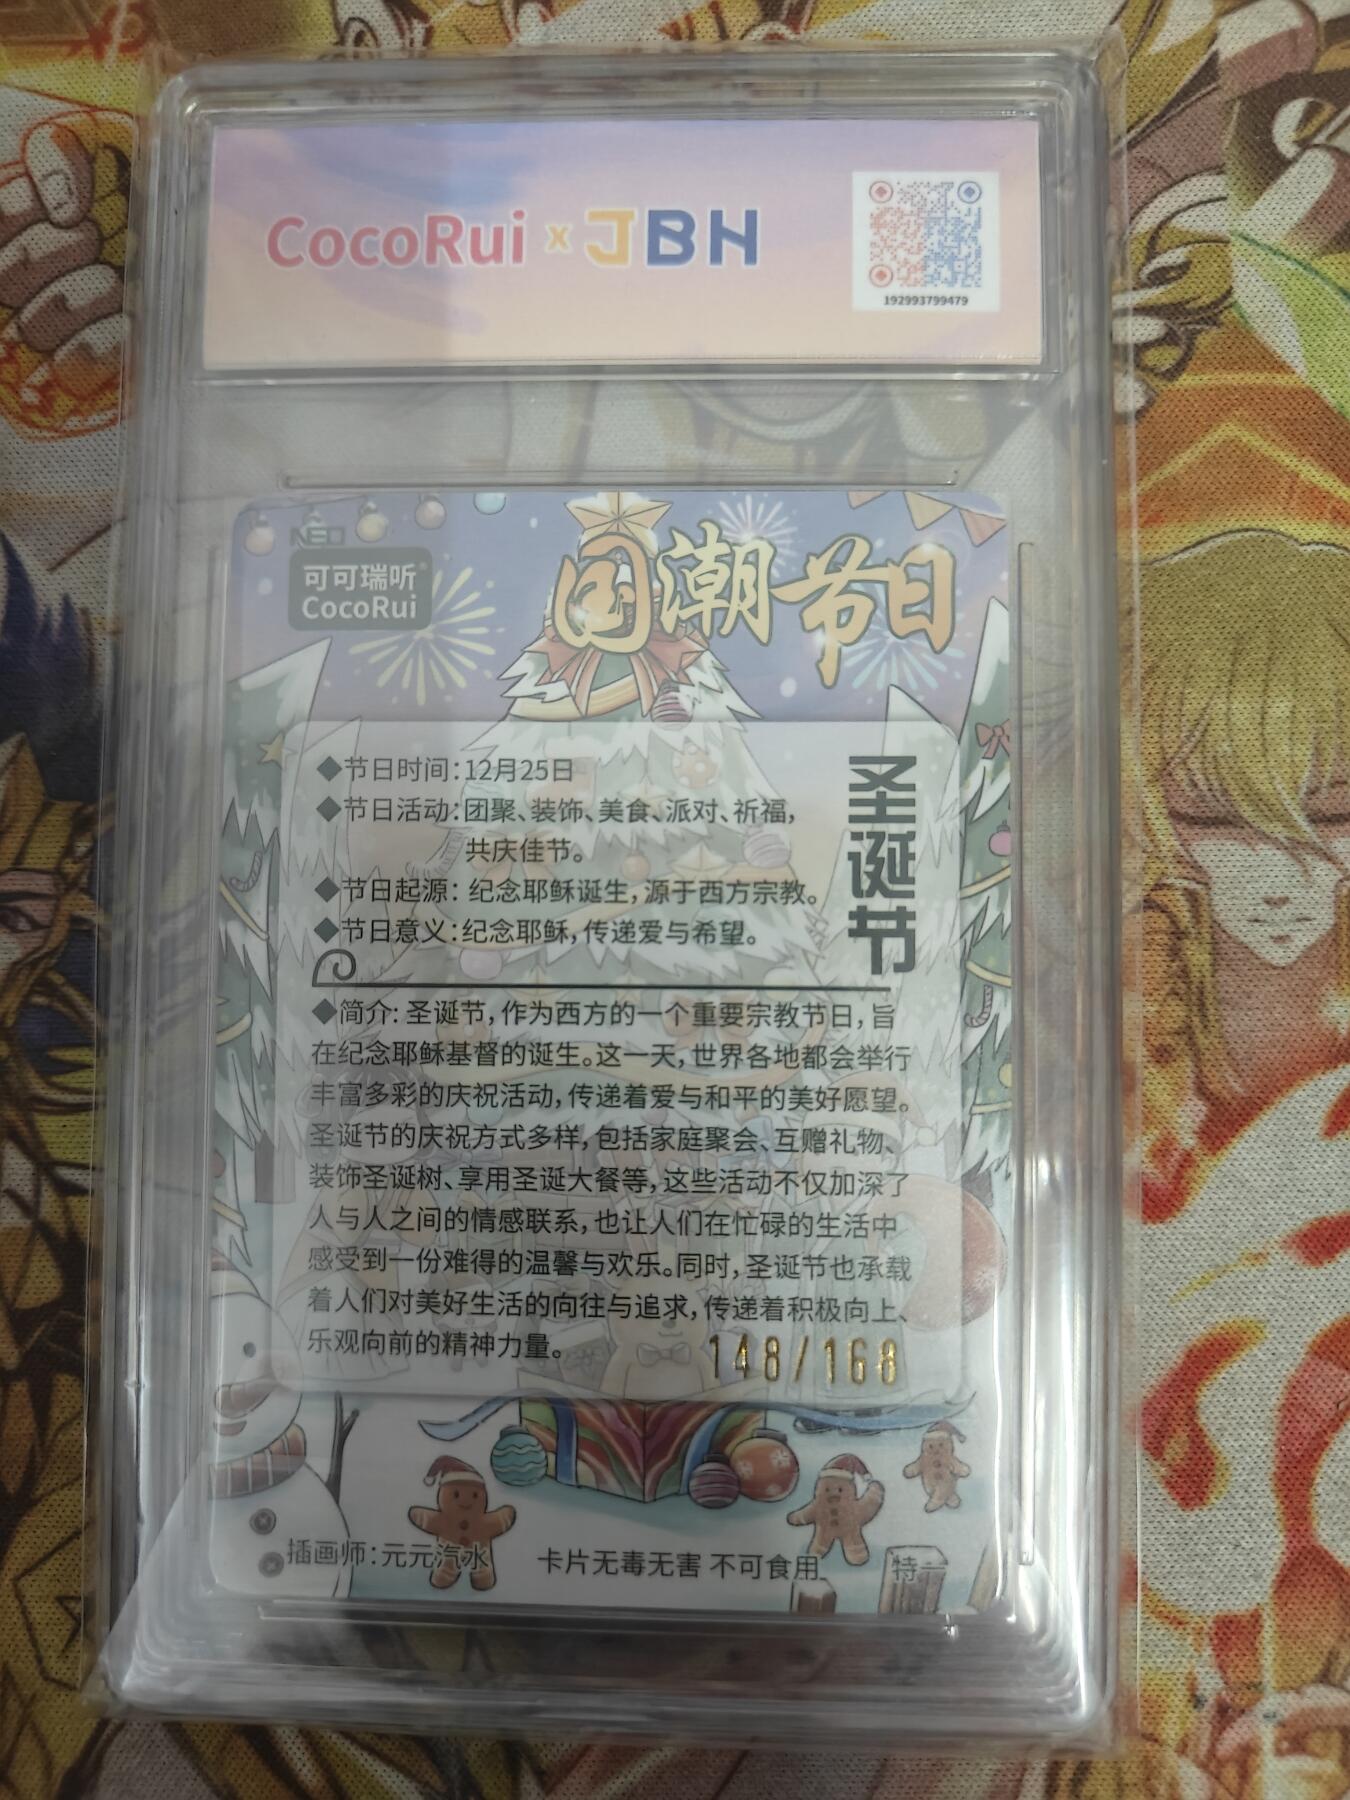 CocoRui x JBH
192993799479
NEO
可可瑞听®
CocoRui
国潮节日
圣诞节
◆节日时间:12月25日
◆节日活动:团聚、装饰、美食、派对、祈福,
共庆佳节。
◆节日起源: 纪念耶稣诞生,源于西方宗教。
◆节日意义:纪念耶稣,传递爱与希望。
◆简介: 圣诞节,作为西方的一个重要宗教节日,旨
在纪念耶稣基督的诞生。这一天,世界各地都会举行
丰富多彩的庆祝活动,传递着爱与和平的美好愿望。
圣诞节的庆祝方式多样,包括家庭聚会、互赠礼物、
装饰圣诞树、享用圣诞大餐等,这些活动不仅加深了
人与人之间的情感联系,也让人们在忙碌的生活中
感受到一份难得的温馨与欢乐。同时,圣诞节也承载
着人们对美好生活的向往与追求,传递着积极向上、
乐观向前的精神力量。
148/168
插画师:元元汽水 卡片无毒无害 不可食用 特一